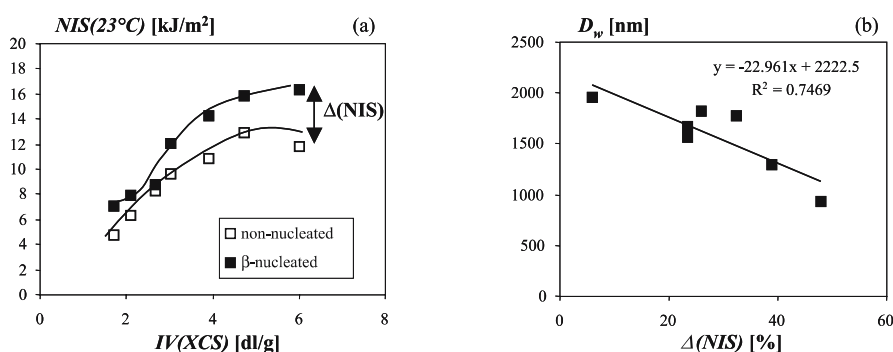 NIS(23°C) [kJ/m²] (a)
20
18
16
14
12
10
8
6
4
2
0
Δ(NIS)
non-nucleated
β-nucleated
0 2 4 6 8
IV(XCS) [dl/g]
D_w [nm] (b)
2500
2000
1500
1000
500
0
y = -22.961x + 2222.5
R² = 0.7469
0 20 40 60
Δ(NIS) [%]